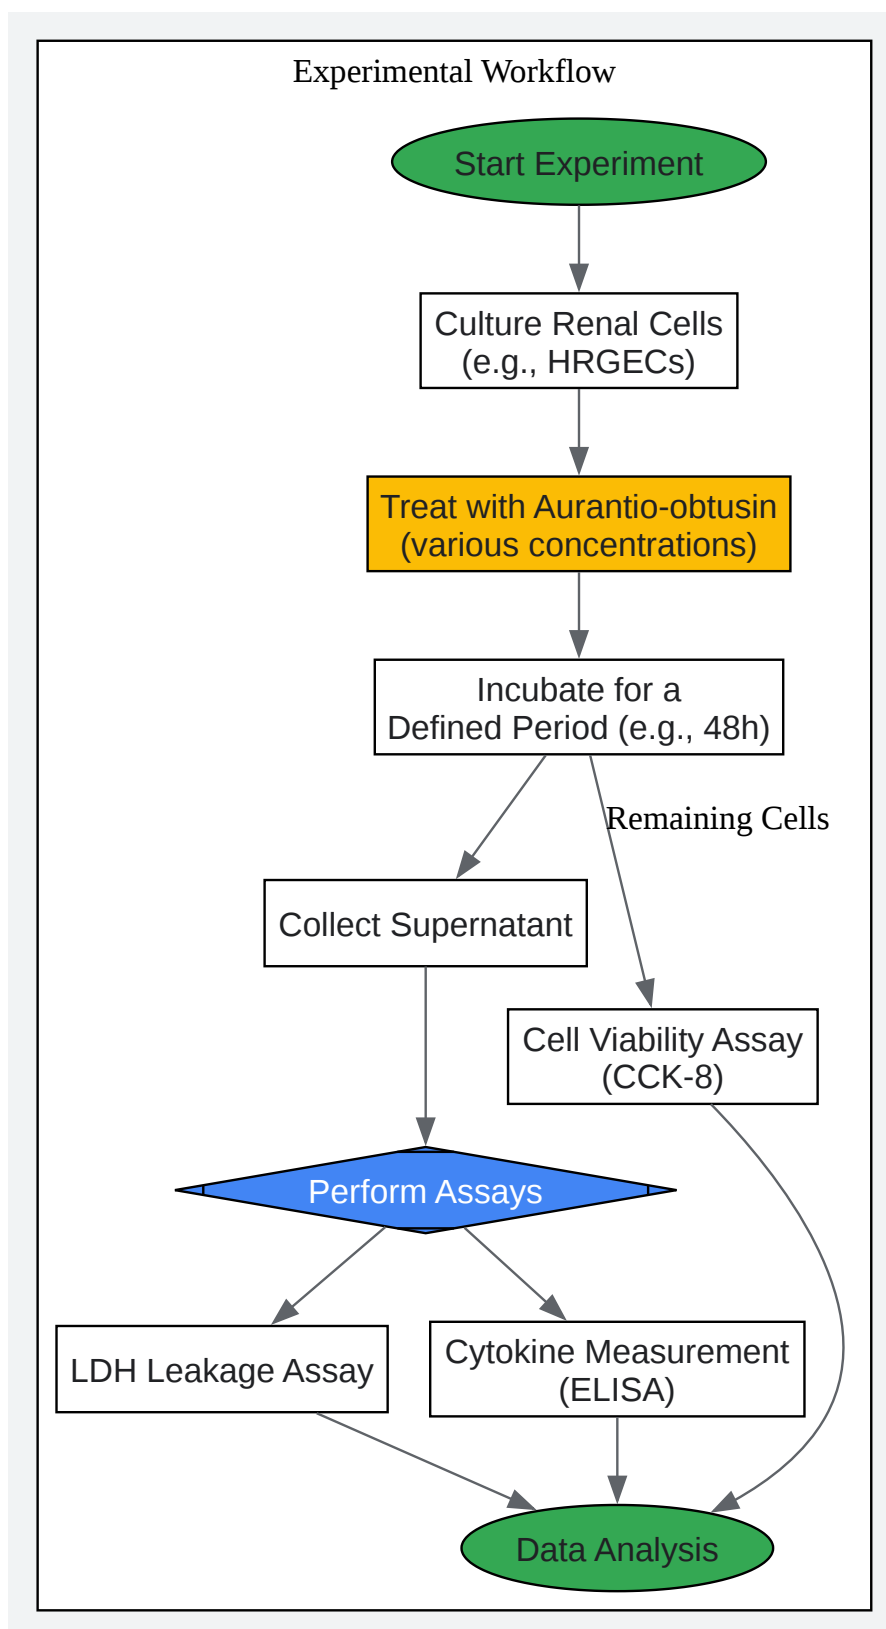 Experimental Workflow
Start Experiment
Culture Renal Cells
(e.g., HRGECs)
Treat with Aurantio-obtusin
(various concentrations)
Incubate for a
Defined Period (e.g., 48h)
Remaining Cells
Collect Supernatant
Cell Viability Assay
(CCK-8)
Perform Assays
LDH Leakage Assay
Cytokine Measurement
(ELISA)
Data Analysis